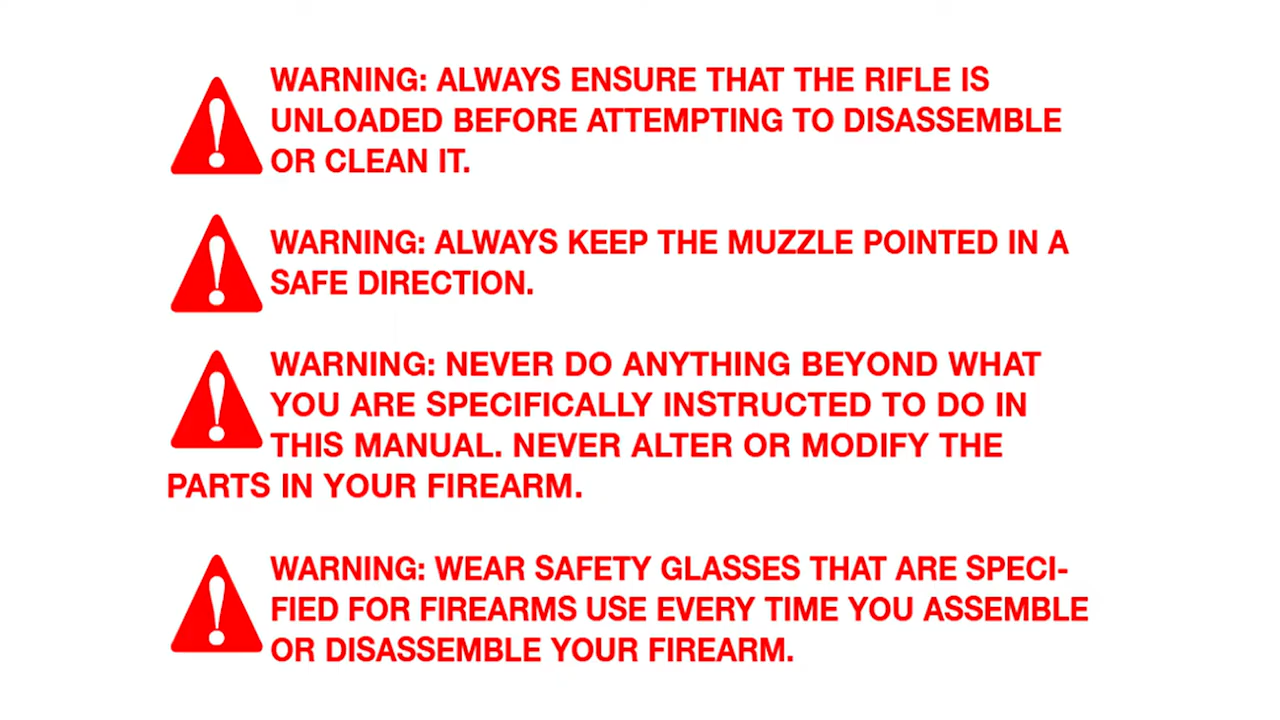 WARNING: ALWAYS ENSURE THAT THE RIFLE IS
UNLOADED BEFORE ATTEMPTING TO DISASSEMBLE
OR CLEAN IT.
WARNING: ALWAYS KEEP THE MUZZLE POINTED IN A
SAFE DIRECTION.
WARNING: NEVER DO ANYTHING BEYOND WHAT
YOU ARE SPECIFICALLY INSTRUCTED TO DO IN
THIS MANUAL. NEVER ALTER OR MODIFY THE
PARTS IN YOUR FIREARM.
WARNING: WEAR SAFETY GLASSES THAT ARE SPECI-
FIED FOR FIREARMS USE EVERY TIME YOU ASSEMBLE
OR DISASSEMBLE YOUR FIREARM.